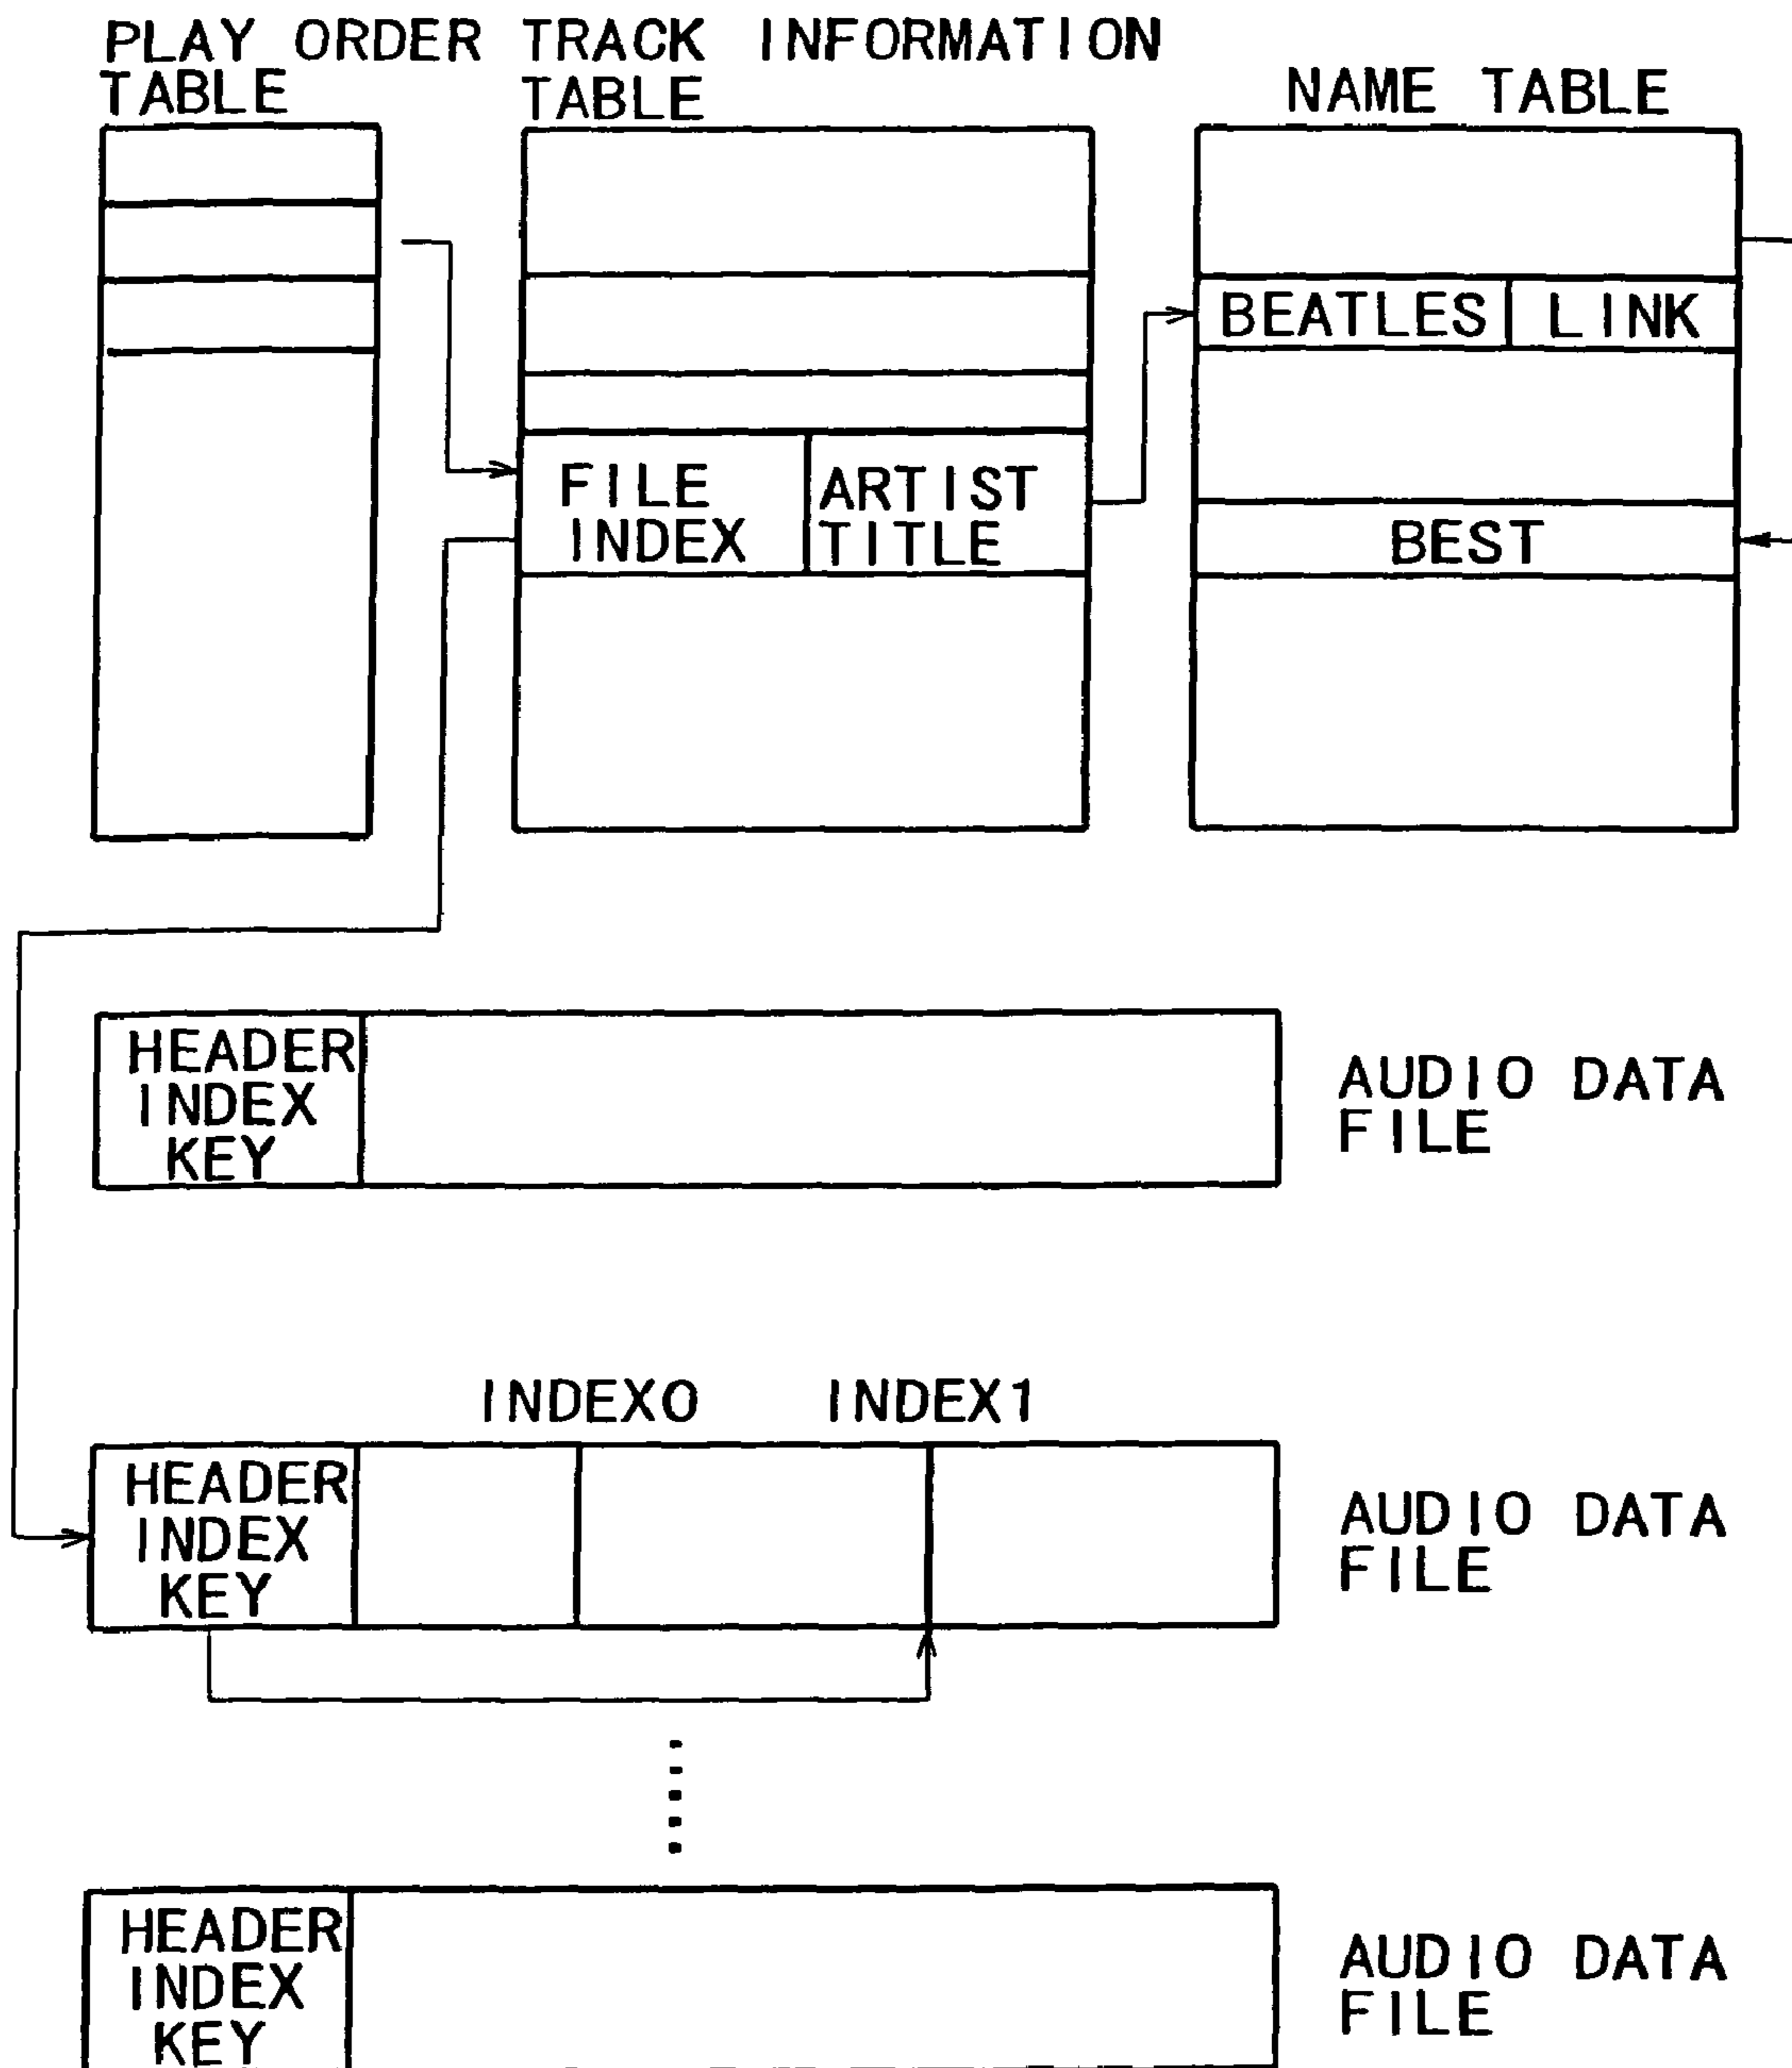 PLAY ORDER
TABLE
TRACK INFORMATION
TABLE
NAME TABLE
BEATLES
LINK
FILE
INDEX
ARTIST
TITLE
BEST
HEADER
INDEX
KEY
AUDIO DATA
FILE
INDEX0
INDEX1
HEADER
INDEX
KEY
AUDIO DATA
FILE
HEADER
INDEX
KEY
AUDIO DATA
FILE